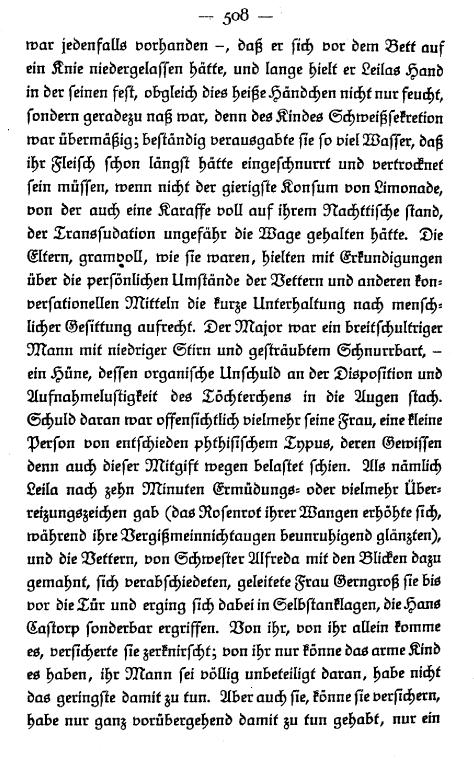 — 508 —
war jedenfalls vorhanden –, daß er sich vor dem Bett auf
ein Knie niedergelassen hätte, und lange hielt er Leilas Hand
in der seinen fest, obgleich dies heiße Händchen nicht nur feucht,
sondern geradezu naß war, denn des Kindes Schweißsekretion
war übermäßig; beständig verausgabte sie so viel Wasser, daß
ihr Fleisch schon längst hätte eingeschnurrt und vertrocknet
sein müssen, wenn nicht der gierigste Konsum von Limonade,
von der auch eine Karaffe voll auf ihrem Nachttische stand,
der Transsudation ungefähr die Wage gehalten hätte. Die
Eltern, gramvoll, wie sie waren, hielten mit Erkundigungen
über die persönlichen Umstände der Vettern und anderen kon-
versationellen Mitteln die kurze Unterhaltung nach mensch-
licher Gesittung aufrecht. Der Major war ein breitschultriger
Mann mit niedriger Stirn und gesträubtem Schnurrbart, –
ein Hüne, dessen organische Unschuld an der Disposition und
Aufnahmelustigkeit des Töchterchens in die Augen stach.
Schuld daran war offensichtlich vielmehr seine Frau, eine kleine
Person von entschieden phthisischem Typus, deren Gewissen
denn auch dieser Mitgift wegen belastet schien. Als nämlich
Leila nach zehn Minuten Ermüdungs- oder vielmehr Über-
reizungszeichen gab (das Rosenrot ihrer Wangen erhöhte sich,
während ihre Vergißmeinnichtaugen beunruhigend glänzten),
und die Vettern, von Schwester Alfreda mit den Blicken dazu
gemahnt, sich verabschiedeten, geleitete Frau Gerngroß sie bis
vor die Tür und erging sich dabei in Selbstanklagen, die Hans
Castorp sonderbar ergriffen. Von ihr, von ihr allein komme
es, versicherte sie zerknirscht; von ihr nur könne das arme Kind
es haben, ihr Mann sei völlig unbeteiligt daran, habe nicht
das geringste damit zu tun. Aber auch sie, könne sie versichern,
habe nur ganz vorübergehend damit zu tun gehabt, nur ein